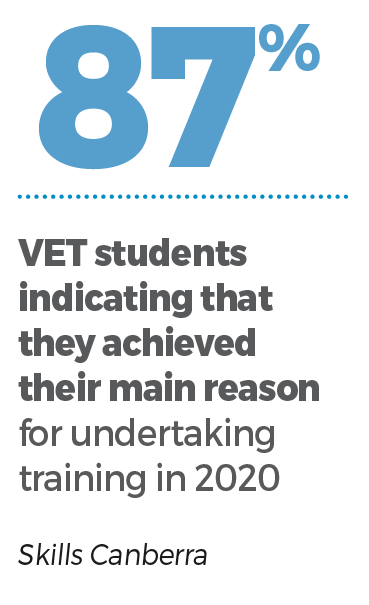 87%
VET students
indicating that
they achieved
their main reason
for undertaking
training in 2020
Skills Canberra